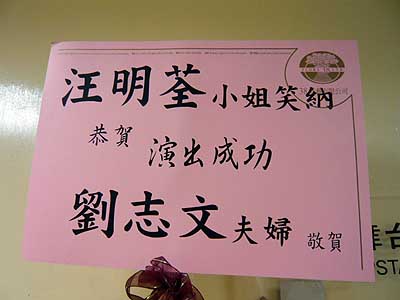 汪明荃小姐笑納
恭賀
演出成功
劉志文夫婦 敬賀